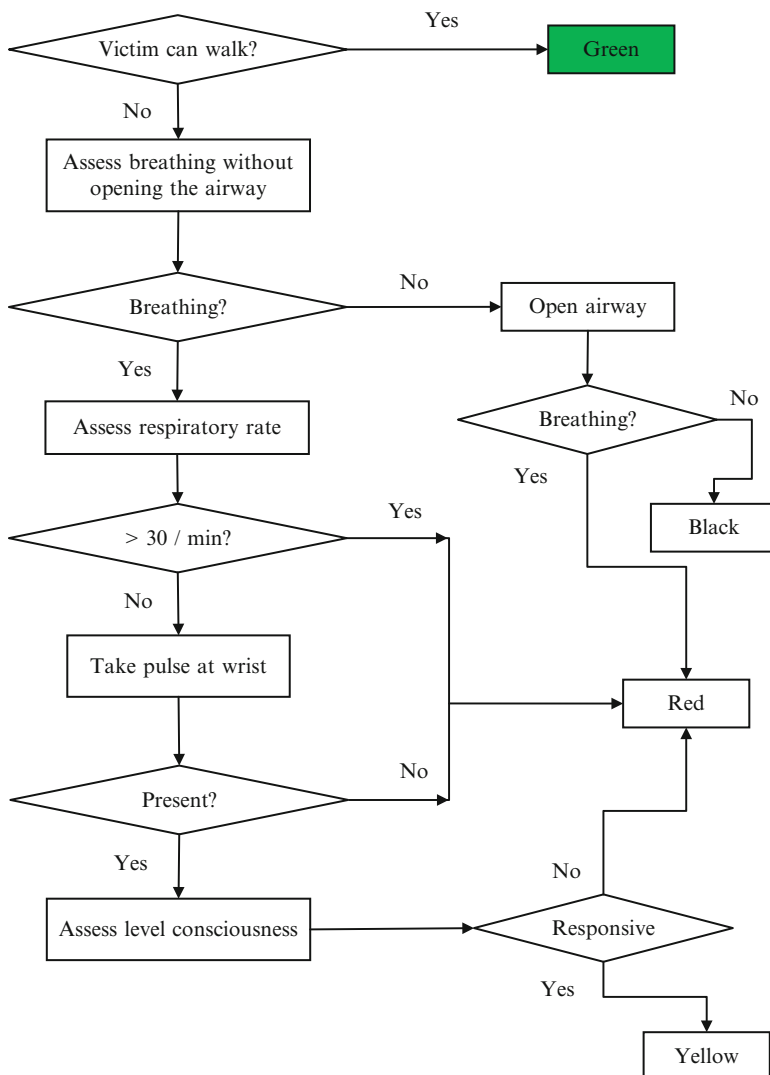 Victim can walk?
Yes
Green
No
Assess breathing without
opening the airway
Breathing?
No
Open airway
Yes
Breathing?
No
Assess respiratory rate
Yes
Black
> 30 / min?
Yes
No
Take pulse at wrist
Red
Present?
No
Yes
No
Assess level consciousness
Responsive
Yes
Yellow